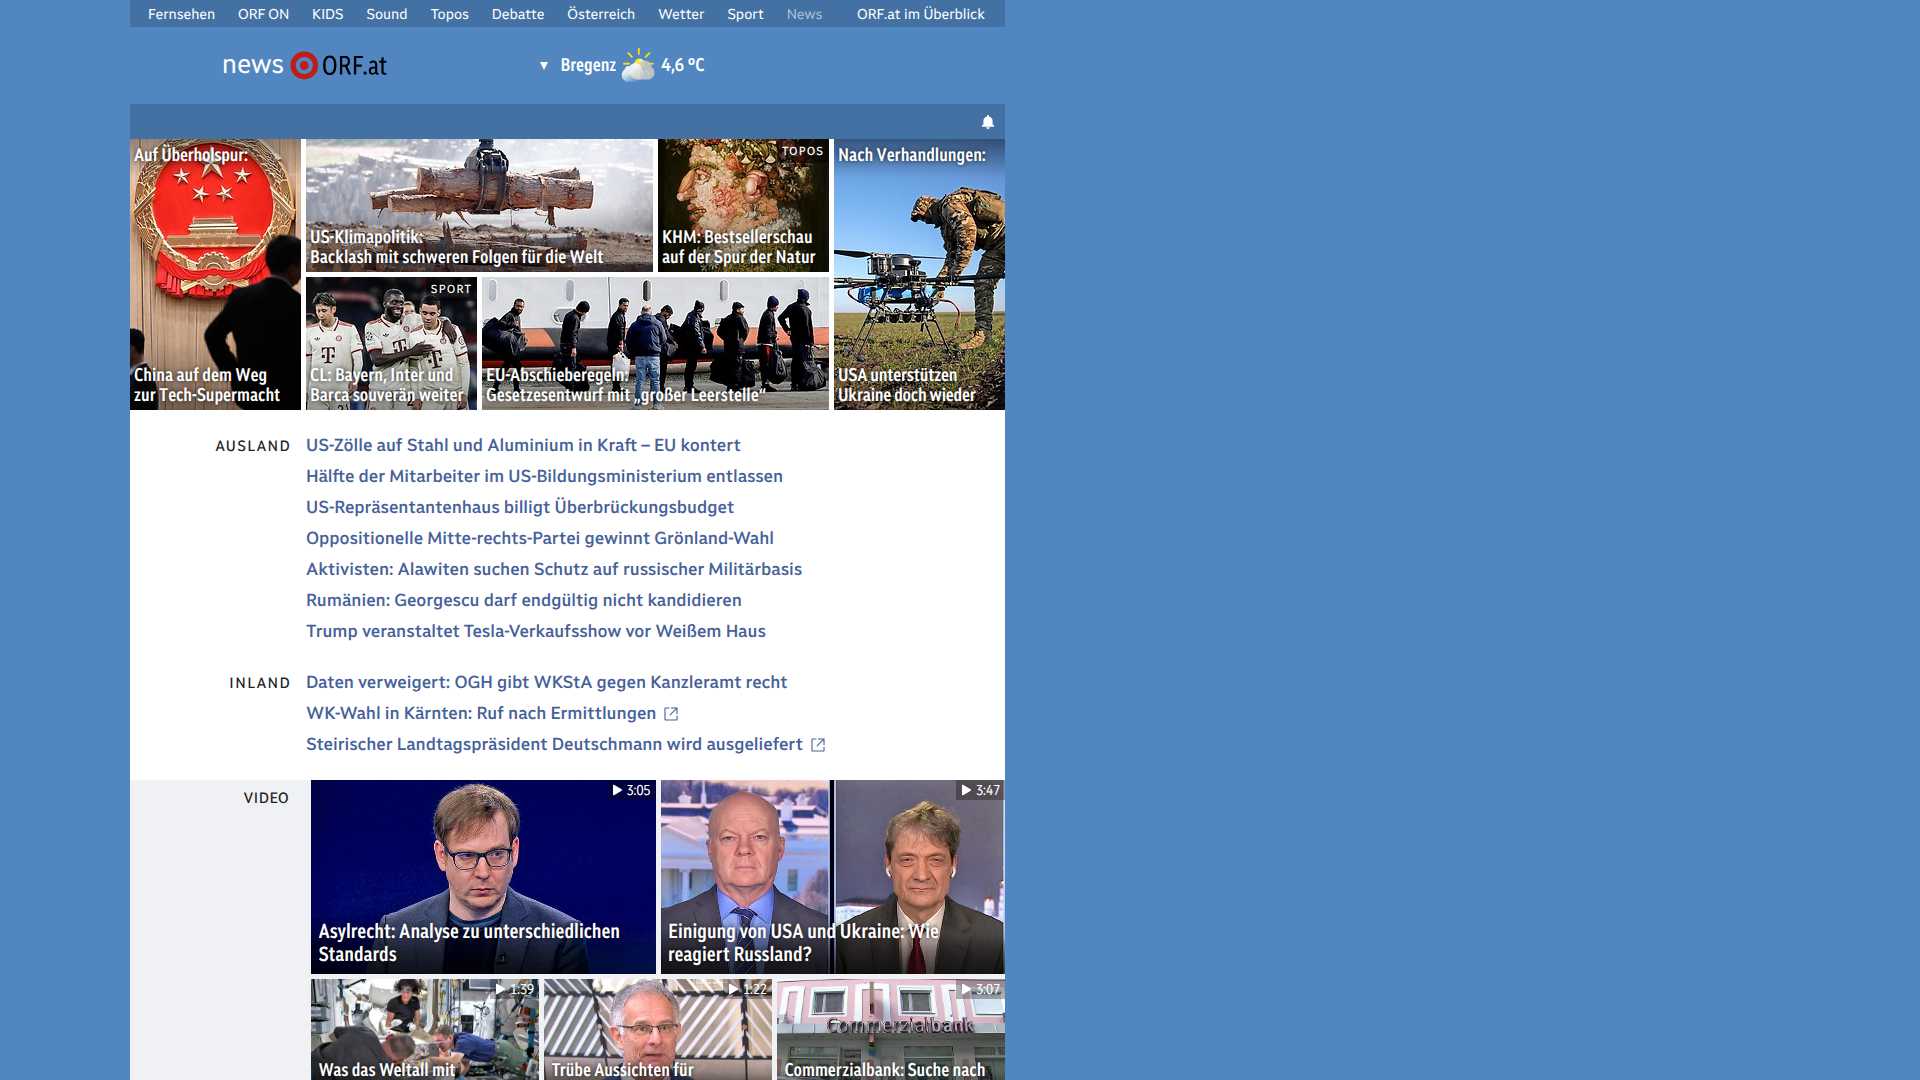 Fernsehen ORF ON KIDS Sound Topos Debatte Österreich Wetter Sport News ORF.at im Überblick
news ORF.at
▼ Bregenz 4,6 °C
Auf Überholspur:
China auf dem Weg
zur Tech-Supermacht
US-Klimapolitik:
Backlash mit schweren Folgen für die Welt
TOPOS
KHM: Bestsellerschau
auf der Spur der Natur
Nach Verhandlungen:
USA unterstützen
Ukraine doch wieder
SPORT
CL: Bayern, Inter und
Barca souverän weiter
EU-Abschieberegeln:
Gesetzesentwurf mit „großer Leerstelle“
AUSLAND
US-Zölle auf Stahl und Aluminium in Kraft – EU kontert
Hälfte der Mitarbeiter im US-Bildungsministerium entlassen
US-Repräsentantenhaus billigt Überbrückungsbudget
Oppositionelle Mitte-rechts-Partei gewinnt Grönland-Wahl
Aktivisten: Alawiten suchen Schutz auf russischer Militärbasis
Rumänien: Georgescu darf endgültig nicht kandidieren
Trump veranstaltet Tesla-Verkaufsshow vor Weißem Haus
INLAND
Daten verweigert: OGH gibt WKStA gegen Kanzleramt recht
WK-Wahl in Kärnten: Ruf nach Ermittlungen
Steirischer Landtagspräsident Deutschmann wird ausgeliefert
VIDEO
3:05
Asylrecht: Analyse zu unterschiedlichen
Standards
3:47
Einigung von USA und Ukraine: Wie
reagiert Russland?
1:39
Was das Weltall mit
1:22
Trübe Aussichten für
3:07
Commerzialbank
Commerzialbank: Suche nach